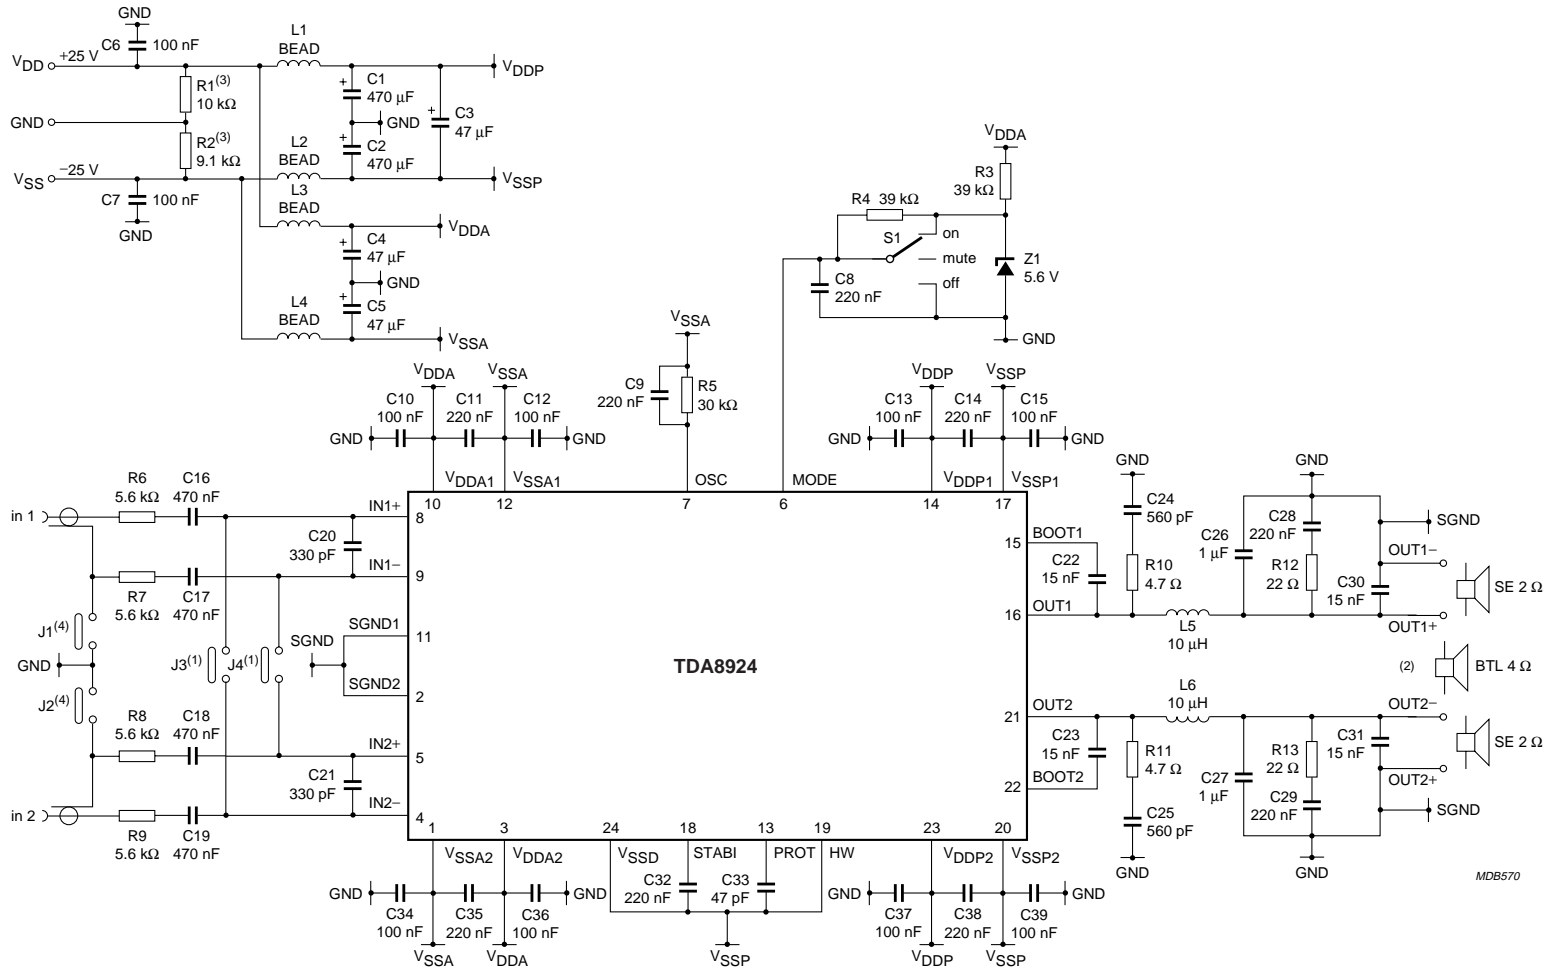 GND
C6 100 nF
VDD +25 V
L1
BEAD
VDDP
R1(3)
10 kΩ
+ C1
470 μF
GND
GND
+ C3
47 μF
R2(3)
9.1 kΩ
L2
BEAD
+ C2
470 μF
VSS −25 V
VSSP
C7 100 nF
GND
L3
BEAD
VDDA
+ C4
47 μF
GND
+ C5
47 μF
L4
BEAD
VSSA
VDDA
R3
39 kΩ
R4 39 kΩ
S1
on
mute
off
C8
220 nF
Z1
5.6 V
GND
VSSA
C9
220 nF
R5
30 kΩ
VDDA
VSSA
C10
100 nF
C11
220 nF
C12
100 nF
GND
GND
VDDP
VSSP
C13
100 nF
C14
220 nF
C15
100 nF
GND
GND
VDDA1
VSSA1
OSC
MODE
VDDP1
VSSP1
10
12
7
6
14
17
in 1
R6
5.6 kΩ
C16
470 nF
IN1+
8
C20
330 pF
IN1−
9
R7
5.6 kΩ
C17
470 nF
J1(4)
GND
J2(4)
J3(1)
J4(1)
SGND
SGND1
11
SGND2
2
R8
5.6 kΩ
C18
470 nF
IN2+
5
C21
330 pF
IN2−
4
in 2
R9
5.6 kΩ
C19
470 nF
TDA8924
15
BOOT1
C22
15 nF
16
OUT1
GND
C24
560 pF
R10
4.7 Ω
L5
10 μH
GND
C26
1 μF
C28
220 nF
R12
22 Ω
C30
15 nF
SGND
OUT1−
SE 2 Ω
OUT1+
(2)
BTL 4 Ω
21
OUT2
C23
15 nF
22
BOOT2
L6
10 μH
R11
4.7 Ω
C25
560 pF
GND
C27
1 μF
R13
22 Ω
C29
220 nF
GND
C31
15 nF
OUT2−
SE 2 Ω
OUT2+
SGND
1
3
24
18
13
19
23
20
VSSA2
VDDA2
VSSD
STABI
PROT
HW
VDDP2
VSSP2
GND
C34
100 nF
C35
220 nF
C36
100 nF
GND
VSSA
VDDA
C32
220 nF
C33
47 pF
VSSP
GND
C37
100 nF
C38
220 nF
C39
100 nF
GND
VDDP
VSSP
MDB570